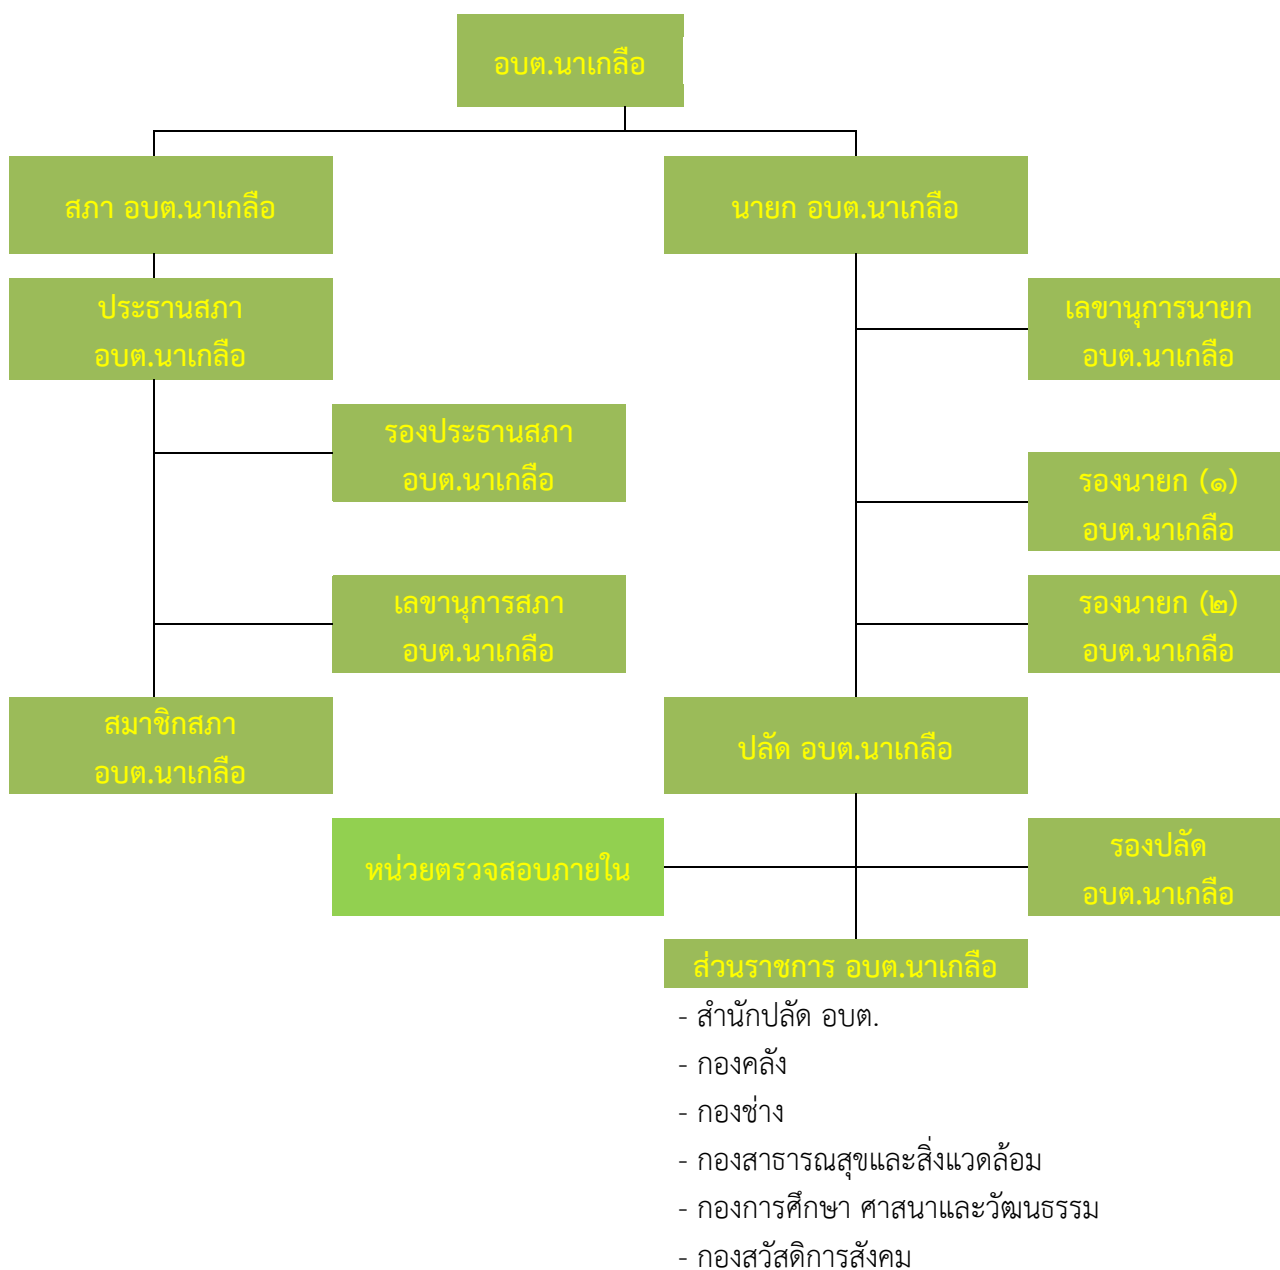 อบต.นาเกลือ
สภา อบต.นาเกลือ
นายก อบต.นาเกลือ
ประธานสภา
อบต.นาเกลือ
เลขานุการนายก
อบต.นาเกลือ
รองประธานสภา
อบต.นาเกลือ
รองนายก (๑)
อบต.นาเกลือ
เลขานุการสภา
อบต.นาเกลือ
รองนายก (๒)
อบต.นาเกลือ
สมาชิกสภา
อบต.นาเกลือ
ปลัด อบต.นาเกลือ
หน่วยตรวจสอบภายใน
รองปลัด
อบต.นาเกลือ
ส่วนราชการ อบต.นาเกลือ
- สำนักปลัด อบต.
- กองคลัง
- กองช่าง
- กองสาธารณสุขและสิ่งแวดล้อม
- กองการศึกษา ศาสนาและวัฒนธรรม
- กองสวัสดิการสังคม